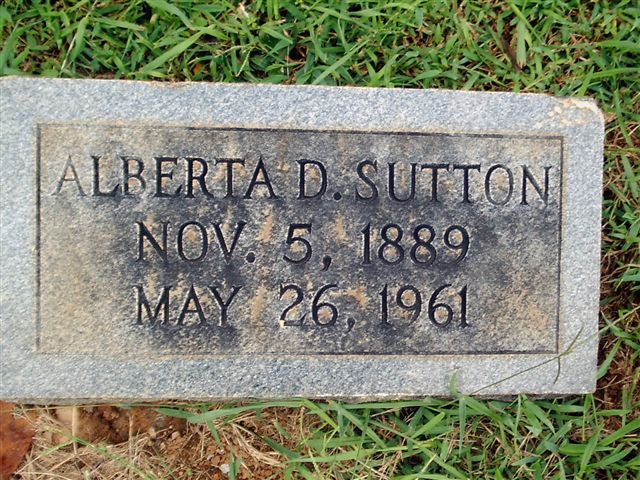 ALBERTA D. SUTTON
NOV. 5, 1889
MAY 26, 1961